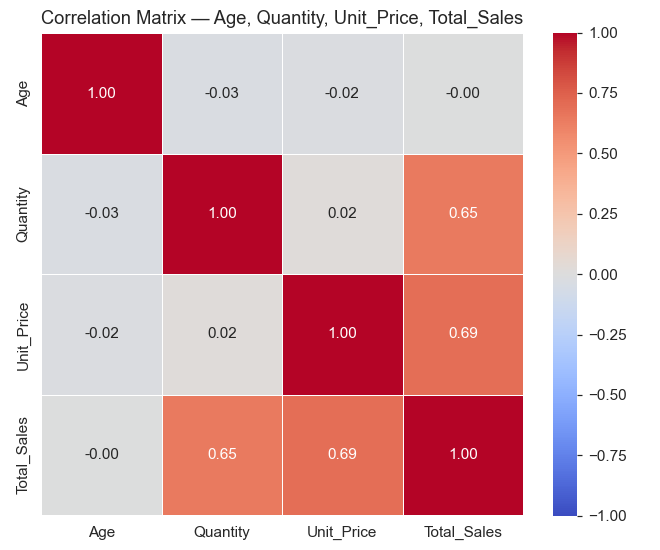 Correlation Matrix — Age, Quantity, Unit_Price, Total_Sales
Age
1.00
-0.03
-0.02
-0.00
Quantity
-0.03
1.00
0.02
0.65
Unit_Price
-0.02
0.02
1.00
0.69
Total_Sales
-0.00
0.65
0.69
1.00
Age
Quantity
Unit_Price
Total_Sales
1.00
0.75
0.50
0.25
0.00
−0.25
−0.50
−0.75
−1.00